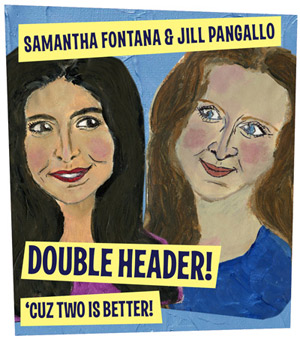 SAMANTHA FONTANA & JILL PANGALLO
DOUBLE HEADER!
‘CUZ TWO IS BETTER!